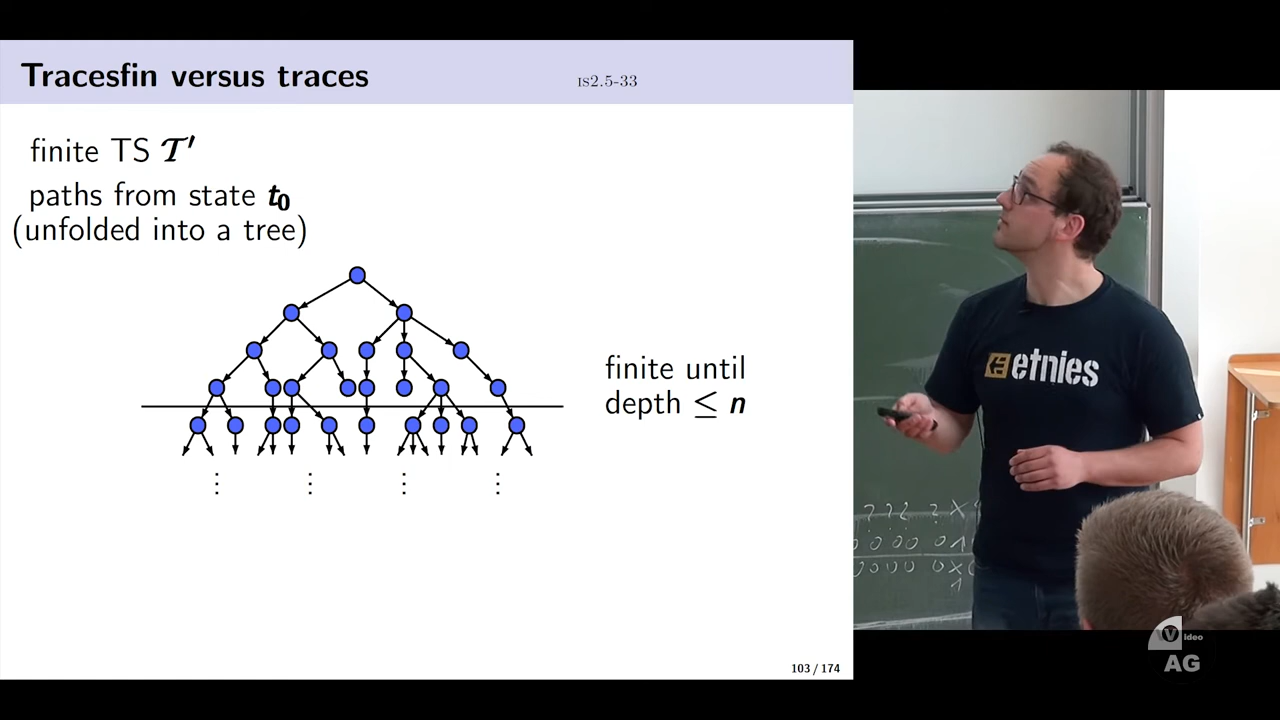 Tracesfin versus traces
IS2.5-33
finite TS 𝒯′
paths from state t₀
(unfolded into a tree)
finite until
depth ≤ n
103 / 174
etnies
Video
AG